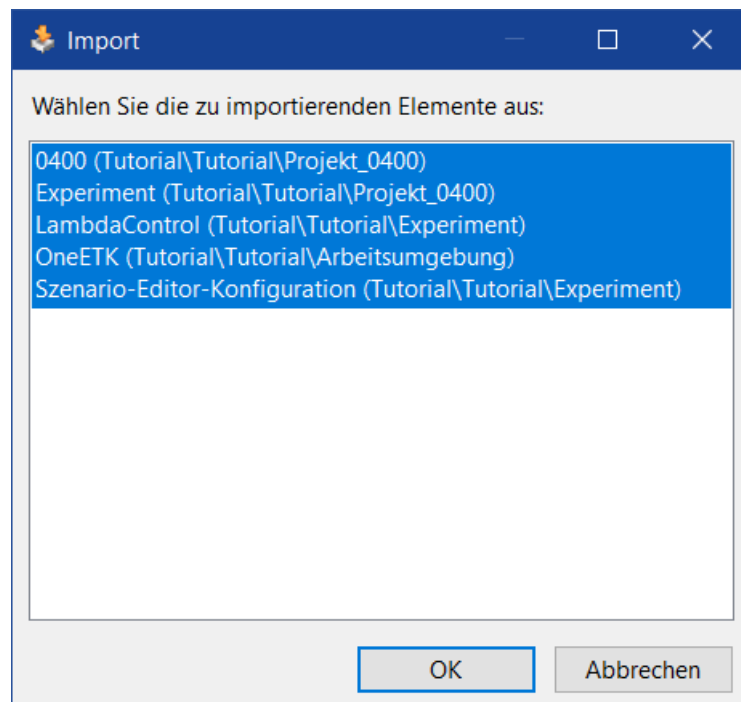 Import
Wählen Sie die zu importierenden Elemente aus:
0400 (Tutorial\Tutorial\Projekt_0400)
Experiment (Tutorial\Tutorial\Projekt_0400)
LambdaControl (Tutorial\Tutorial\Experiment)
OneETK (Tutorial\Tutorial\Arbeitsumgebung)
Szenario-Editor-Konfiguration (Tutorial\Tutorial\Experiment)
OK
Abbrechen